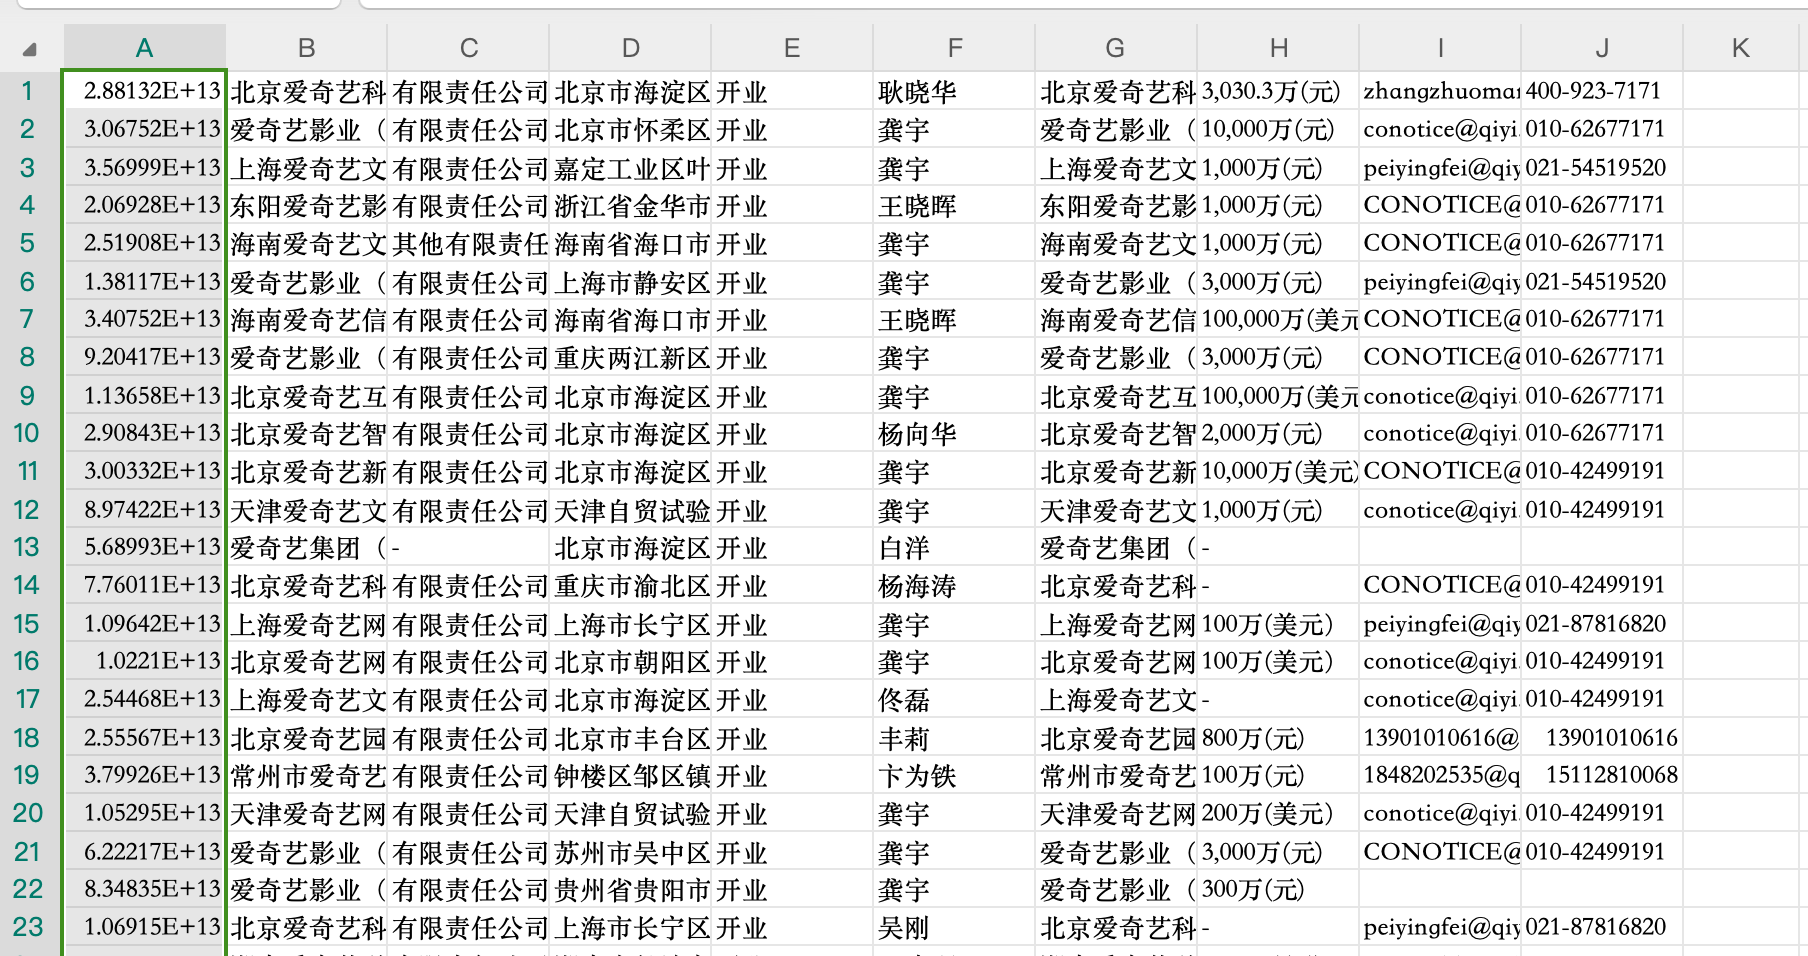 A B C D E F G H I J K
1 2.88132E+13 北京爱奇艺科 有限责任公司 北京市海淀区 开业 耿晓华 北京爱奇艺科 3,030.3万(元) zhangzhuoma 400-923-7171
2 3.06752E+13 爱奇艺影业（ 有限责任公司 北京市怀柔区 开业 龚宇 爱奇艺影业（ 10,000万(元) conotice@qiyi. 010-62677171
3 3.56999E+13 上海爱奇艺文 有限责任公司 嘉定工业区叶 开业 龚宇 上海爱奇艺文 1,000万(元) peiyingfei@qiy 021-54519520
4 2.06928E+13 东阳爱奇艺影 有限责任公司 浙江省金华市 开业 王晓晖 东阳爱奇艺影 1,000万(元) CONOTICE@ 010-62677171
5 2.51908E+13 海南爱奇艺文 其他有限责任 海南省海口市 开业 龚宇 海南爱奇艺文 1,000万(元) CONOTICE@ 010-62677171
6 1.38117E+13 爱奇艺影业（ 有限责任公司 上海市静安区 开业 龚宇 爱奇艺影业（ 3,000万(元) peiyingfei@qiy 021-54519520
7 3.40752E+13 海南爱奇艺信 有限责任公司 海南省海口市 开业 王晓晖 海南爱奇艺信 100,000万(美元 CONOTICE@ 010-62677171
8 9.20417E+13 爱奇艺影业（ 有限责任公司 重庆两江新区 开业 龚宇 爱奇艺影业（ 3,000万(元) CONOTICE@ 010-62677171
9 1.13658E+13 北京爱奇艺互 有限责任公司 北京市海淀区 开业 龚宇 北京爱奇艺互 100,000万(美元 conotice@qiyi. 010-62677171
10 2.90843E+13 北京爱奇艺智 有限责任公司 北京市海淀区 开业 杨向华 北京爱奇艺智 2,000万(元) conotice@qiyi. 010-62677171
11 3.00332E+13 北京爱奇艺新 有限责任公司 北京市海淀区 开业 龚宇 北京爱奇艺新 10,000万(美元) CONOTICE@ 010-42499191
12 8.97422E+13 天津爱奇艺文 有限责任公司 天津自贸试验 开业 龚宇 天津爱奇艺文 1,000万(元) conotice@qiyi. 010-42499191
13 5.68993E+13 爱奇艺集团（ - 北京市海淀区 开业 白洋 爱奇艺集团（ -
14 7.76011E+13 北京爱奇艺科 有限责任公司 重庆市渝北区 开业 杨海涛 北京爱奇艺科 - CONOTICE@ 010-42499191
15 1.09642E+13 上海爱奇艺网 有限责任公司 上海市长宁区 开业 龚宇 上海爱奇艺网 100万(美元) peiyingfei@qiy 021-87816820
16 1.0221E+13 北京爱奇艺网 有限责任公司 北京市朝阳区 开业 龚宇 北京爱奇艺网 100万(美元) conotice@qiyi. 010-42499191
17 2.54468E+13 上海爱奇艺文 有限责任公司 北京市海淀区 开业 佟磊 上海爱奇艺文 - conotice@qiyi. 010-42499191
18 2.55567E+13 北京爱奇艺园 有限责任公司 北京市丰台区 开业 丰莉 北京爱奇艺园 800万(元) 13901010616@ 13901010616
19 3.79926E+13 常州市爱奇艺 有限责任公司 钟楼区邹区镇 开业 卞为铁 常州市爱奇艺 100万(元) 1848202535@q 15112810068
20 1.05295E+13 天津爱奇艺网 有限责任公司 天津自贸试验 开业 龚宇 天津爱奇艺网 200万(美元) conotice@qiyi. 010-42499191
21 6.22217E+13 爱奇艺影业（ 有限责任公司 苏州市吴中区 开业 龚宇 爱奇艺影业（ 3,000万(元) CONOTICE@ 010-42499191
22 8.34835E+13 爱奇艺影业（ 有限责任公司 贵州省贵阳市 开业 龚宇 爱奇艺影业（ 300万(元)
23 1.06915E+13 北京爱奇艺科 有限责任公司 上海市长宁区 开业 吴刚 北京爱奇艺科 - peiyingfei@qiy 021-87816820